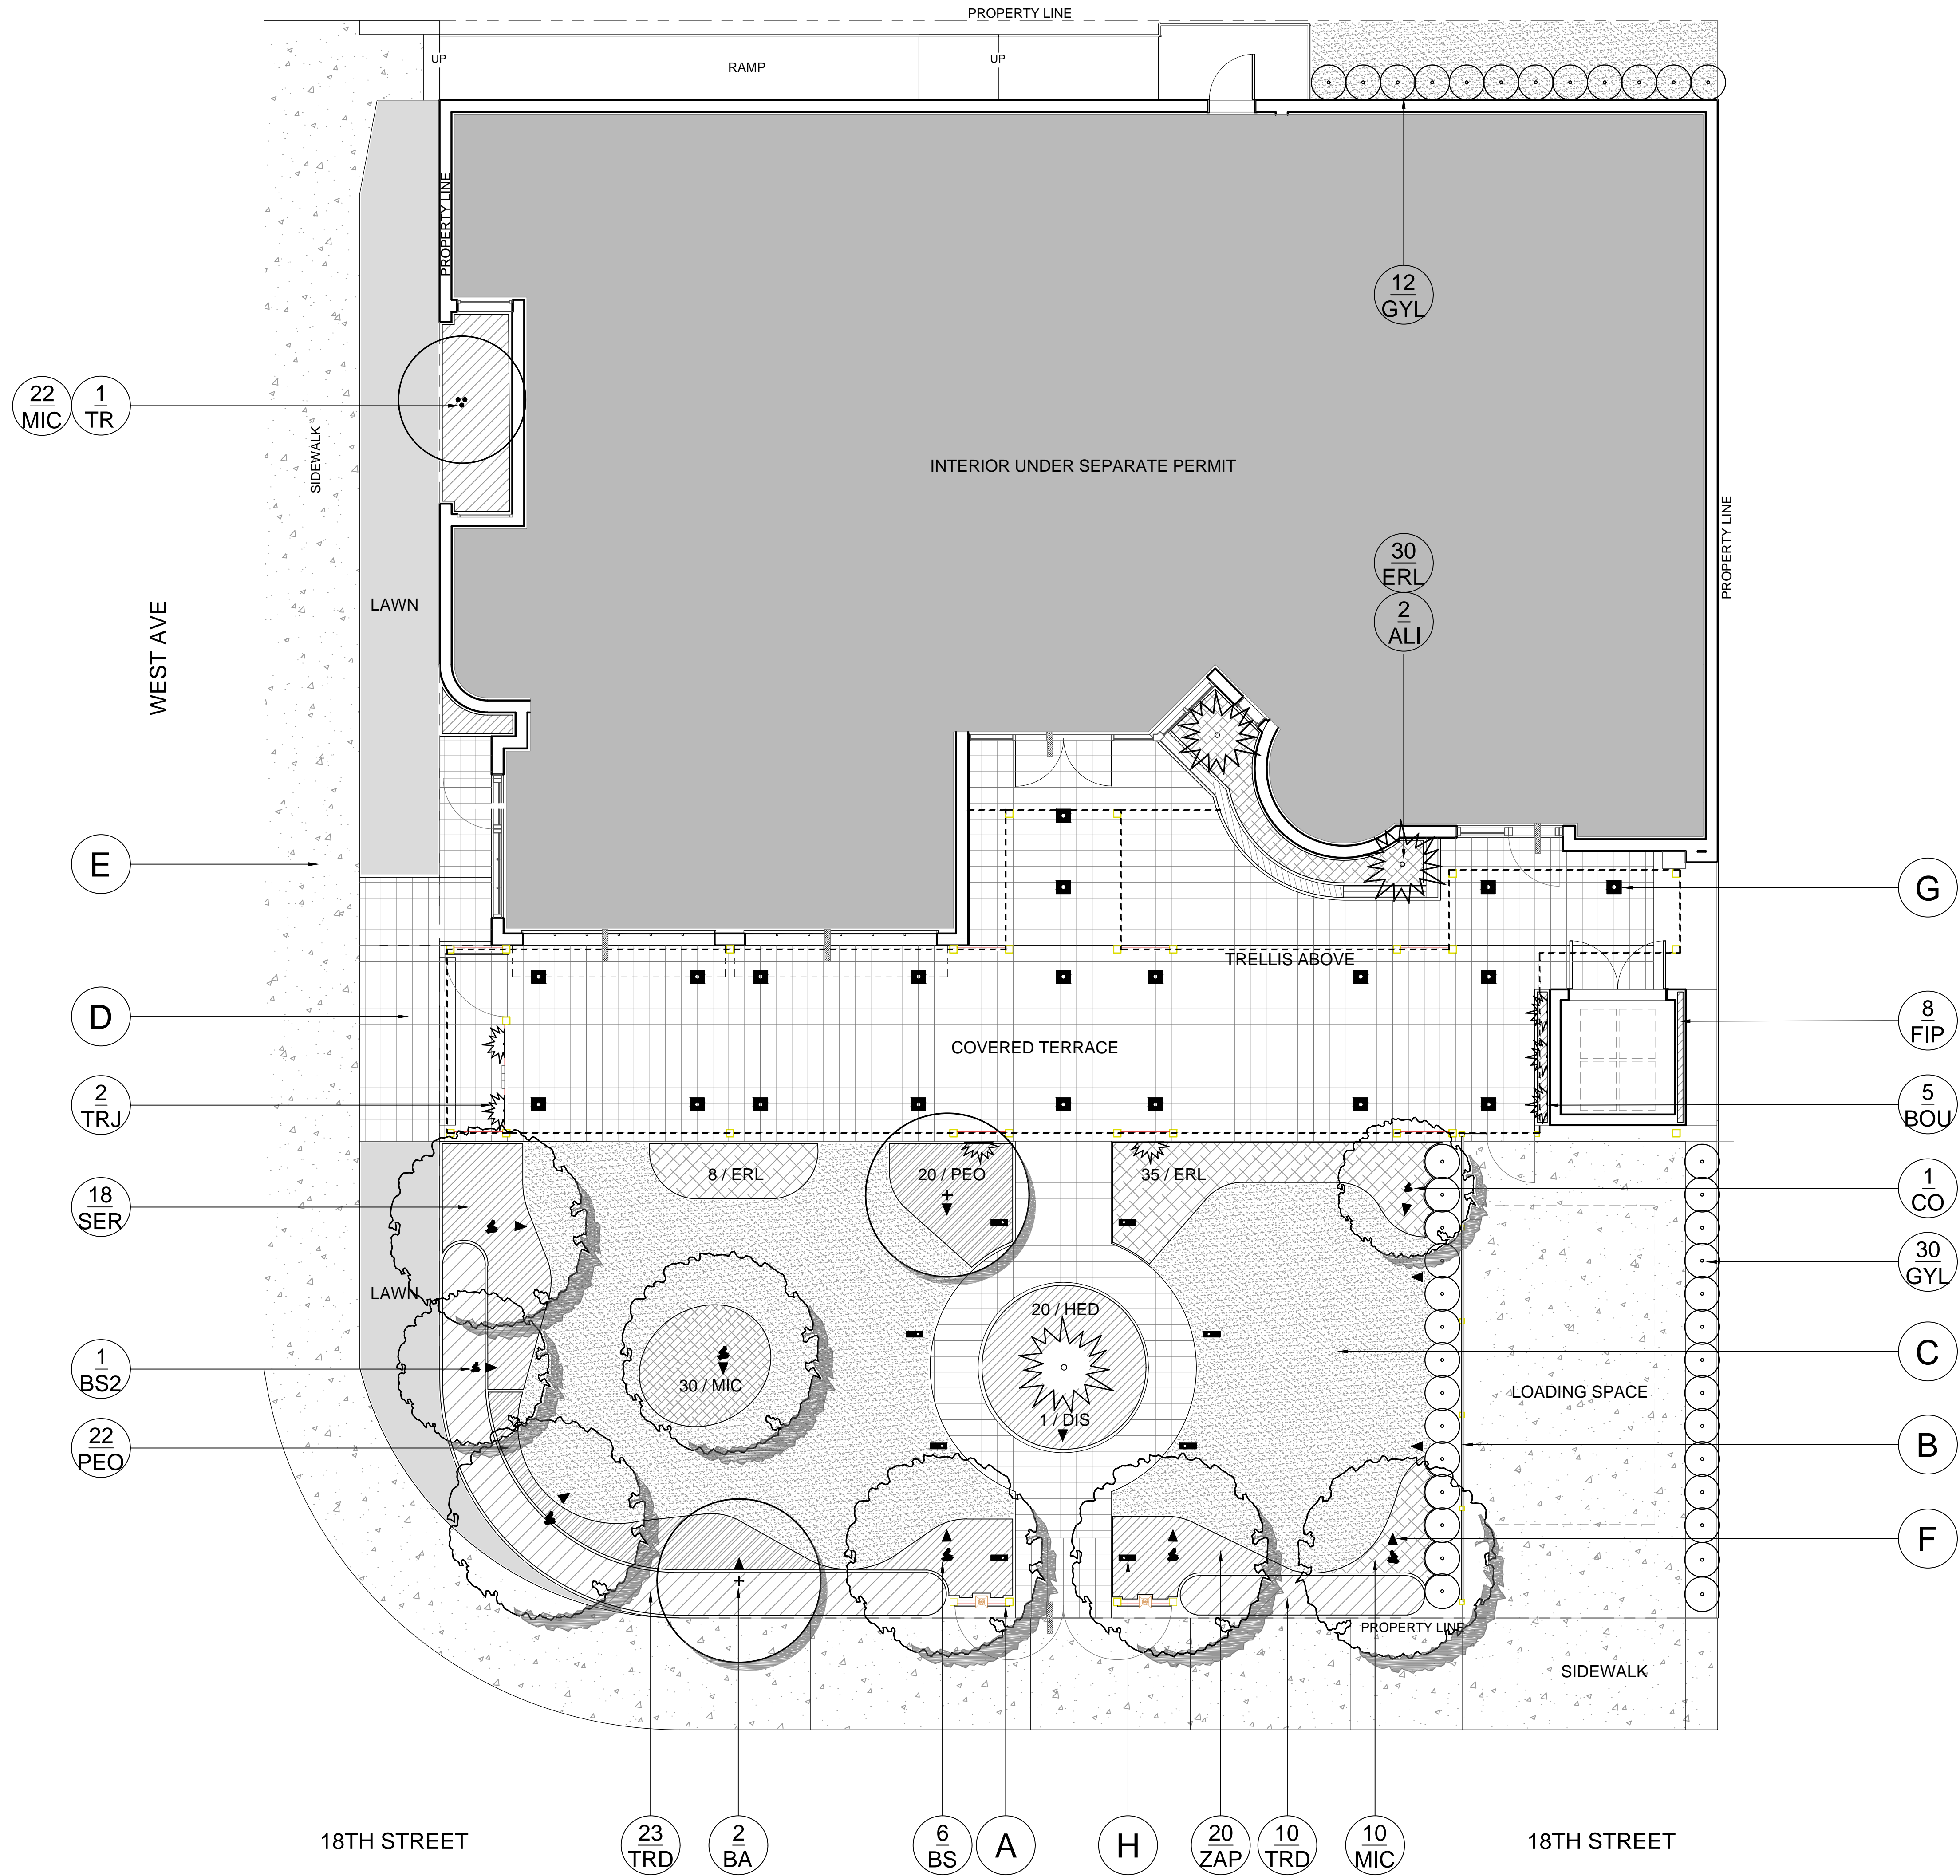 PROPERTY LINE
UP
RAMP
UP
PROPERTY LINE
12
GYL
22
MIC
1
TR
SIDEWALK
INTERIOR UNDER SEPARATE PERMIT
PROPERTY LINE
30
ERL
2
ALI
LAWN
WEST AVE
E
G
TRELLIS ABOVE
D
COVERED TERRACE
8
FIP
2
TRJ
5
BOU
8 / ERL
20 / PEO
35 / ERL
1
CO
18
SER
30
GYL
LAWN
20 / HED
1
BS2
30 / MIC
1 / DIS
LOADING SPACE
C
22
PEO
B
F
PROPERTY LINE
SIDEWALK
18TH STREET
23
TRD
2
BA
6
BS
A
H
20
ZAP
10
TRD
10
MIC
18TH STREET